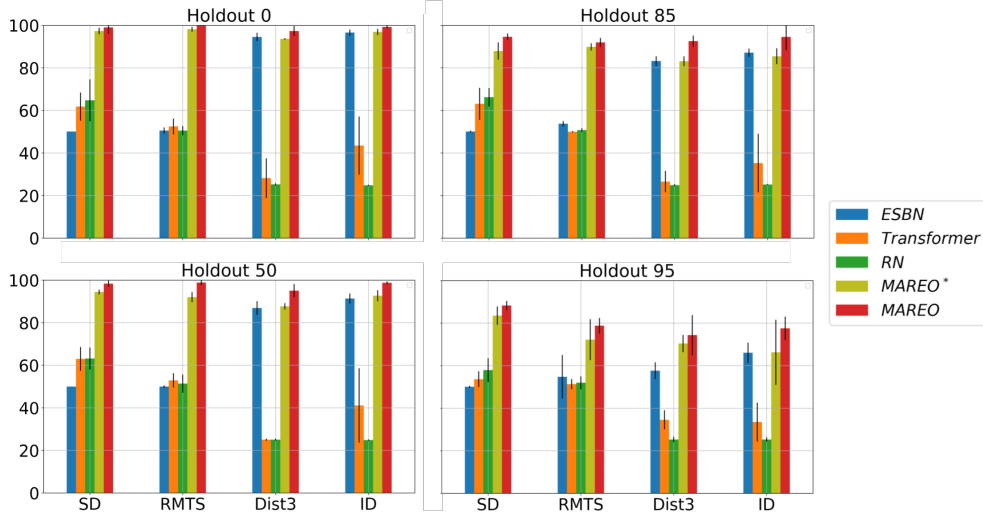 Holdout 0
Holdout 85
100
80
60
40
20
0
ESBN
Transformer
RN
MAREO*
MAREO
Holdout 50
Holdout 95
100
80
60
40
20
0
SD RMTS Dist3 ID
SD RMTS Dist3 ID